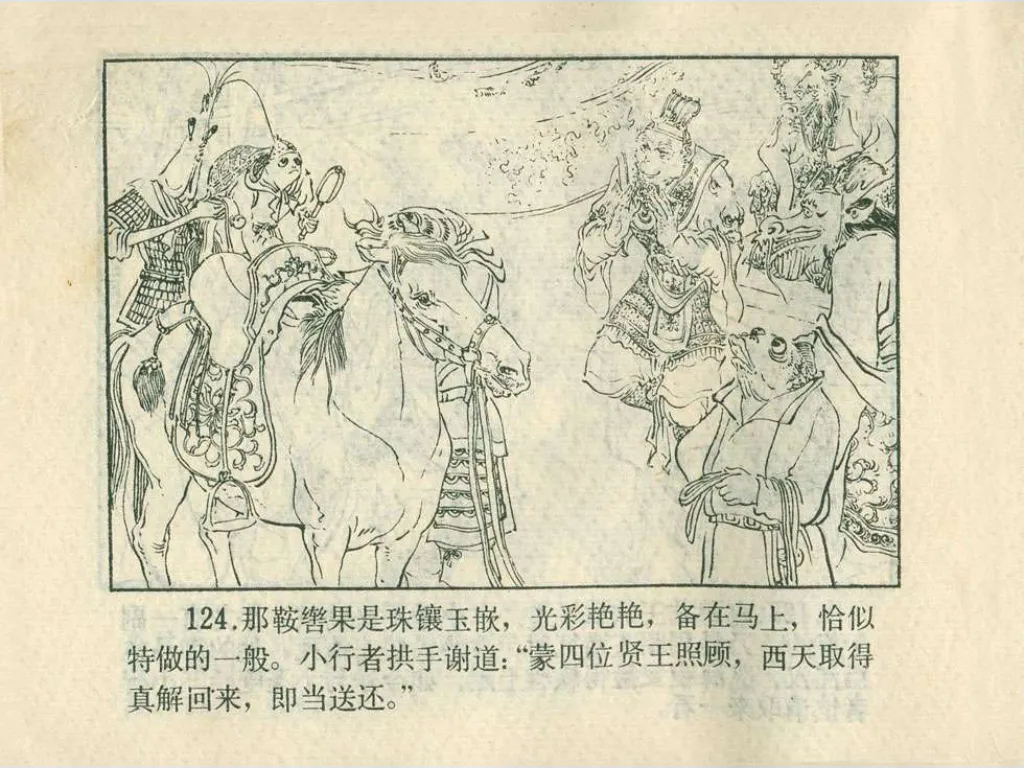 124.那鞍辔果是珠镶玉嵌，光彩艳艳，备在马上，恰似
特做的一般。小行者拱手谢道：“蒙四位贤王照顾，西天取得
真解回来，即当送还。”